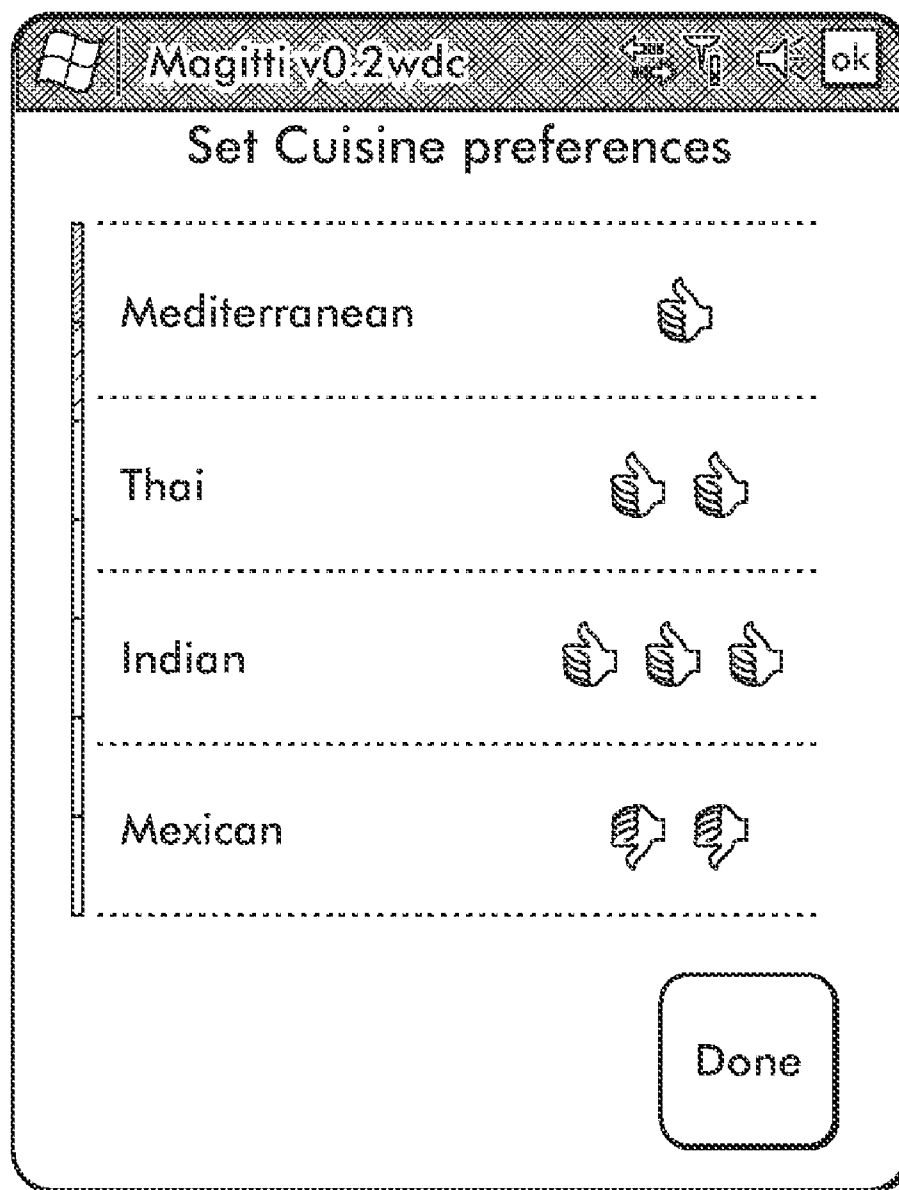 Magitti v0.2wdc ok
Set Cuisine preferences
Mediterranean
Thai
Indian
Mexican
Done